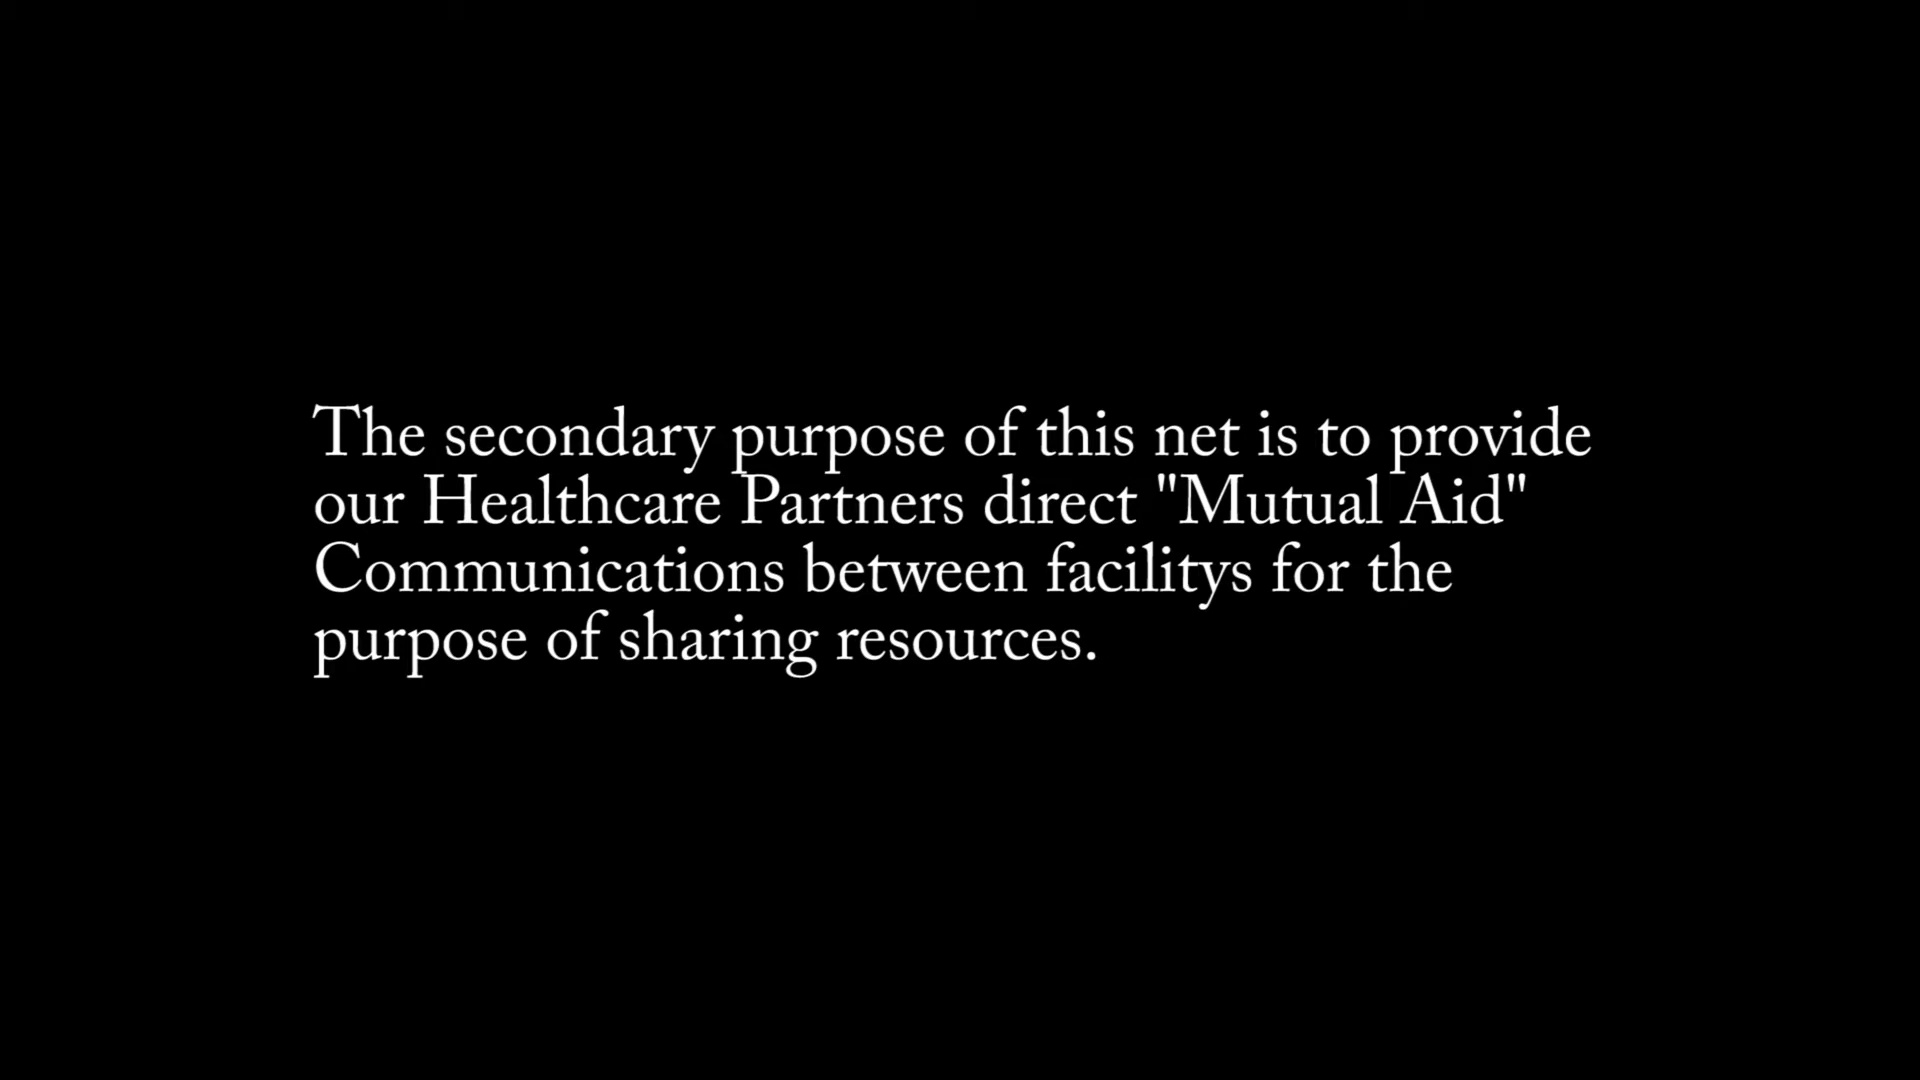 The secondary purpose of this net is to provide
our Healthcare Partners direct "Mutual Aid"
Communications between facilitys for the
purpose of sharing resources.